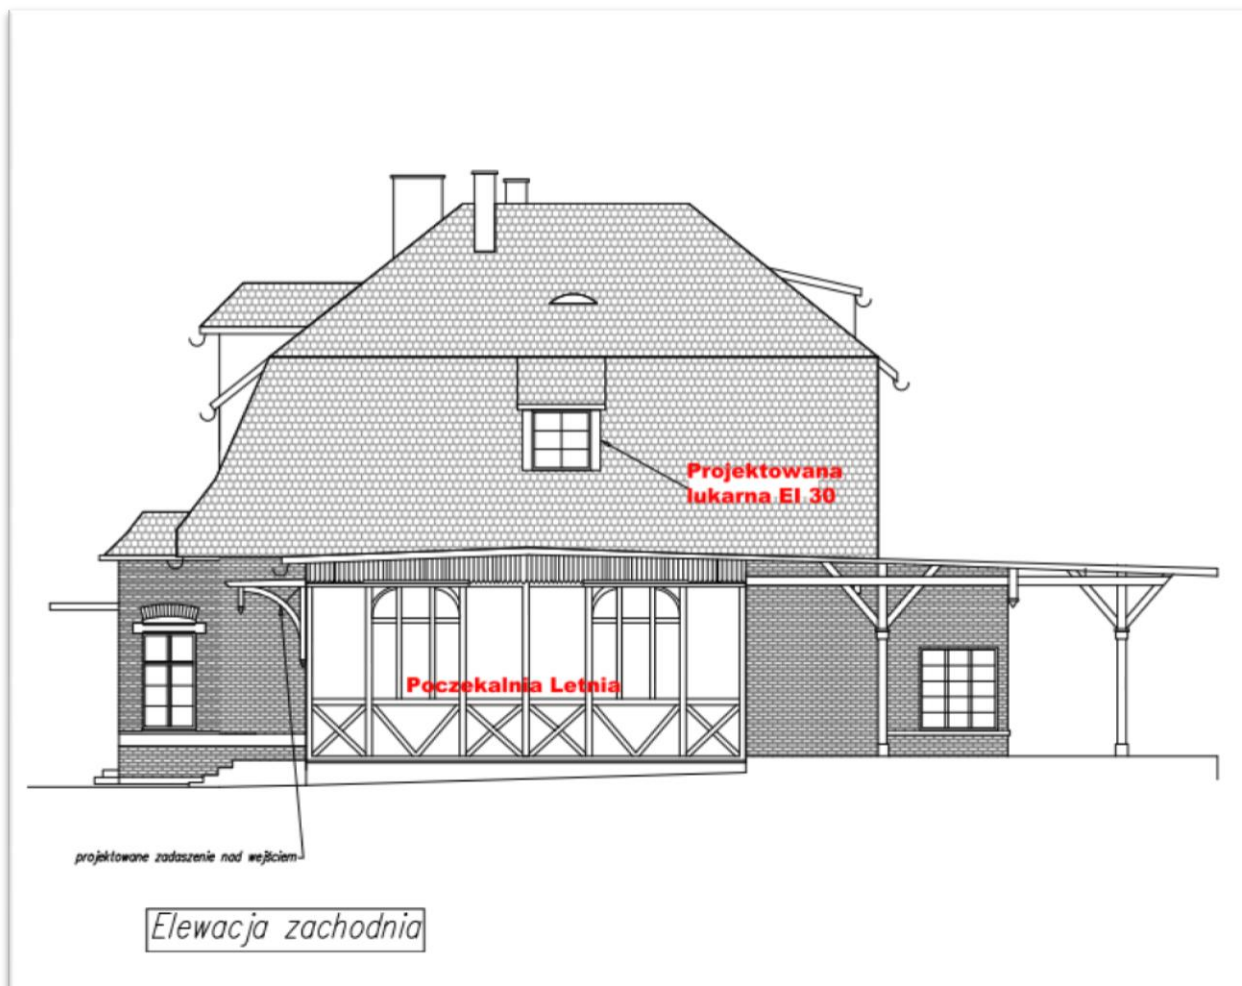 Projektowana
lukarna EI 30
Poczekalnia Letnia
projektowane zadaszenie nad wejściem
Elewacja zachodnia